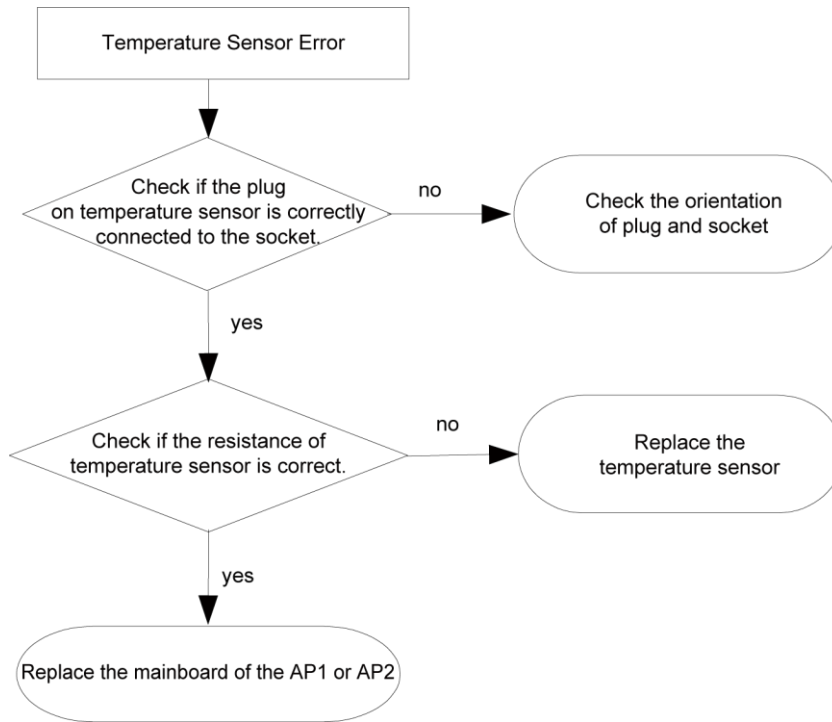 Temperature Sensor Error
Check if the plug
on temperature sensor is correctly
connected to the socket.
no
Check the orientation
of plug and socket
yes
Check if the resistance of
temperature sensor is correct.
no
Replace the
temperature sensor
yes
Replace the mainboard of the AP1 or AP2